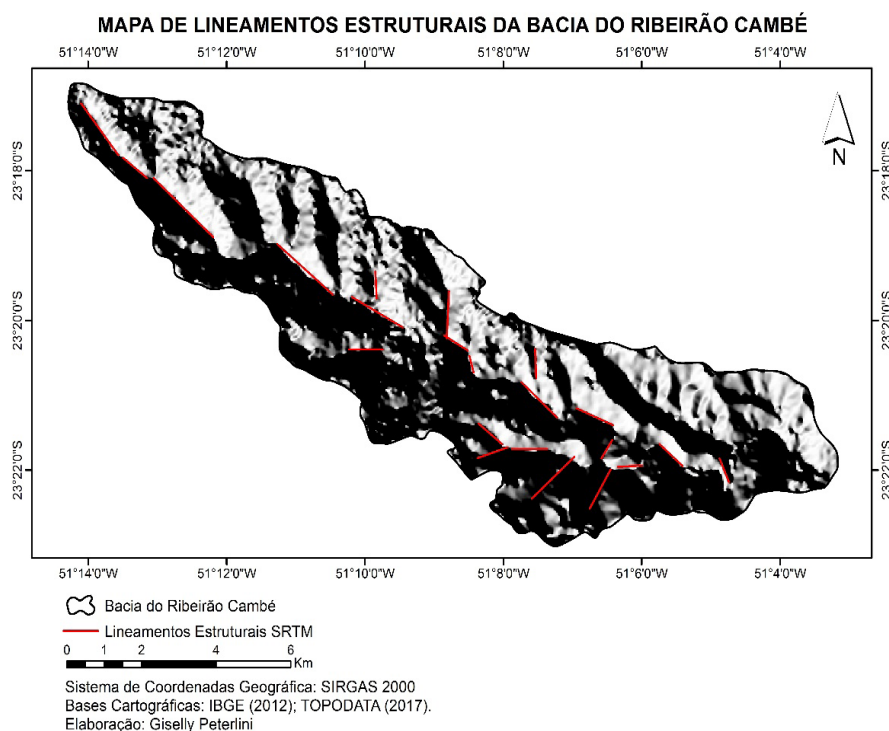 MAPA DE LINEAMENTOS ESTRUTURAIS DA BACIA DO RIBEIRÃO CAMBÉ
51°14'0"W 51°12'0"W 51°10'0"W 51°8'0"W 51°6'0"W 51°4'0"W
N
23°18'0"S 23°18'0"S
23°20'0"S 23°20'0"S
23°22'0"S 23°22'0"S
51°14'0"W 51°12'0"W 51°10'0"W 51°8'0"W 51°6'0"W 51°4'0"W
Bacia do Ribeirão Cambé
Lineamentos Estruturais SRTM
0 1 2 4 6
Km
Sistema de Coordenadas Geográfica: SIRGAS 2000
Bases Cartográficas: IBGE (2012); TOPODATA (2017).
Elaboração: Giselly Peterlini